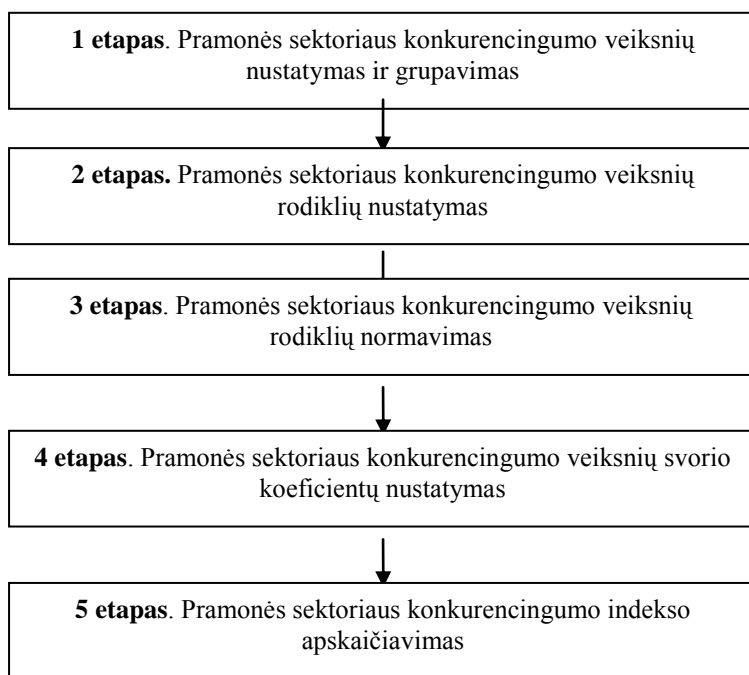 1 etapas. Pramonės sektoriaus konkurencingumo veiksnių
nustatymas ir grupavimas
2 etapas. Pramonės sektoriaus konkurencingumo veiksnių
rodiklių nustatymas
3 etapas. Pramonės sektoriaus konkurencingumo veiksnių
rodiklių normavimas
4 etapas. Pramonės sektoriaus konkurencingumo veiksnių svorio
koeficientų nustatymas
5 etapas. Pramonės sektoriaus konkurencingumo indekso
apskaičiavimas